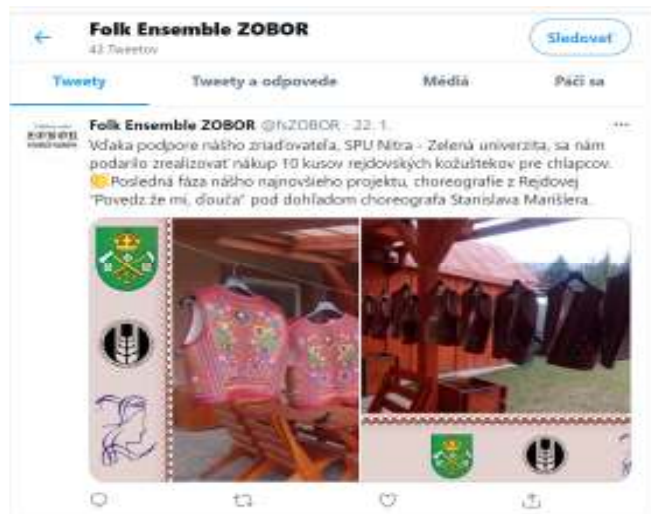 Folk Ensemble ZOBOR
43 Tweetov
Sledovať
Tweety
Tweety a odpovede
Médiá
Páči sa
Folk Ensemble ZOBOR @fsZOBOR · 22. 1.
Vďaka podpore nášho zriaďovateľa, SPU Nitra - Zelená univerzita, sa nám
podarilo zrealizovať nákup 10 kusov rejdovských kožuštekov pre chlapcov.
Posledná fáza nášho najnovšieho projektu, choreografie z Rejdovej
"Povedz že mi, ďouča" pod dohľadom choreografa Stanislava Marišlera.